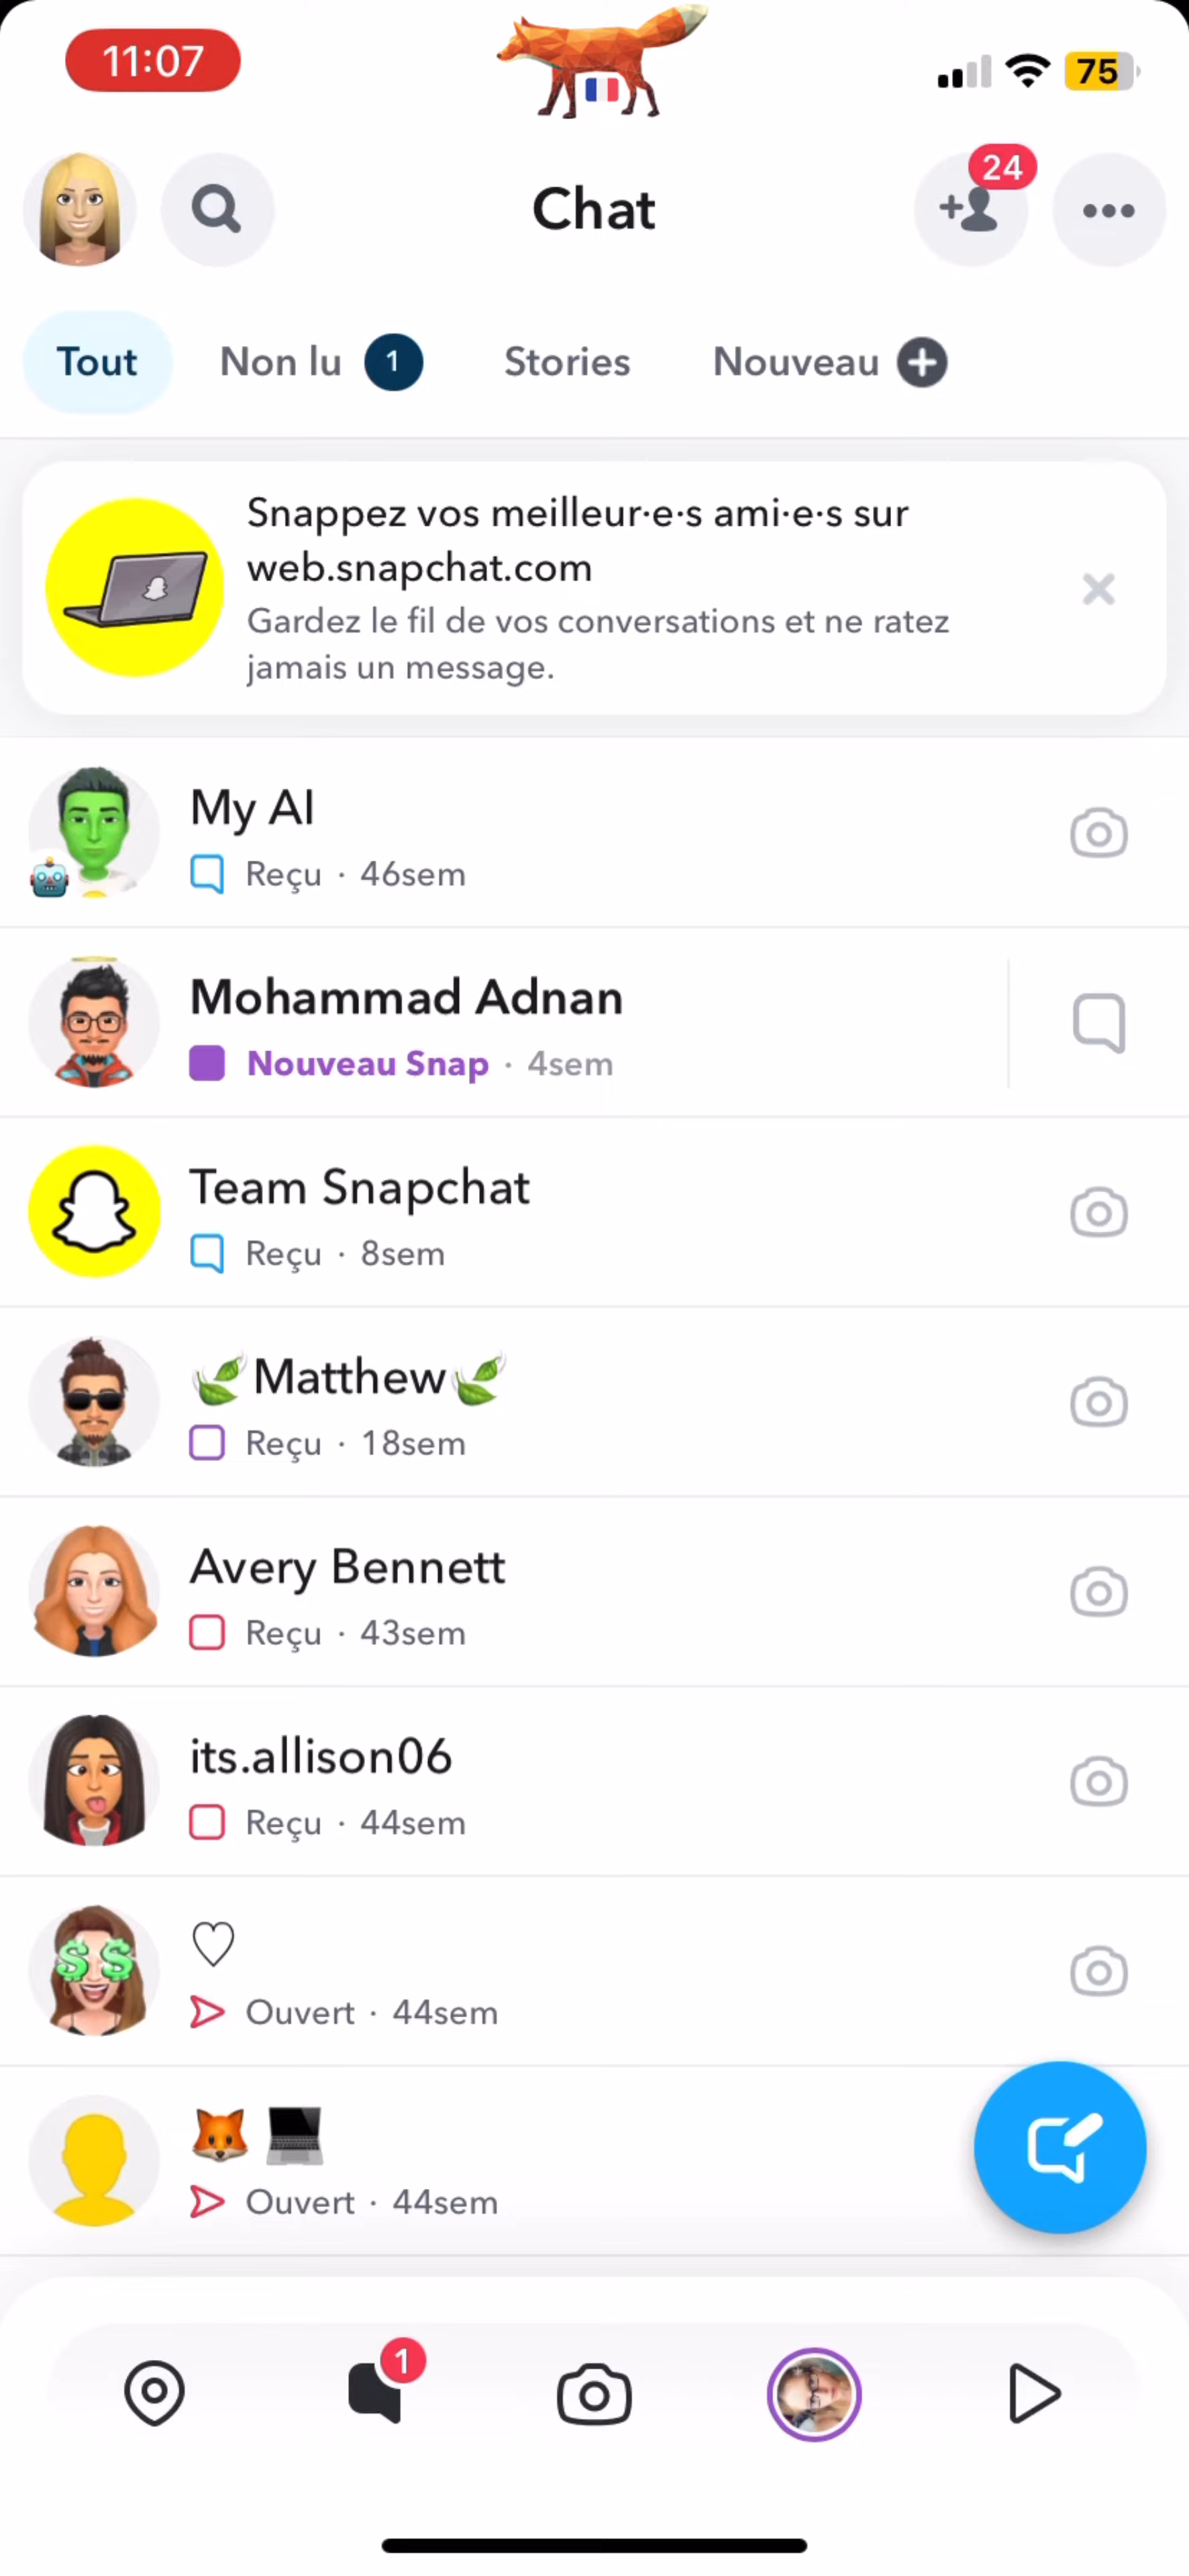 11:07
75
Chat
24
Tout
Non lu 1
Stories
Nouveau
Snappez vos meilleur·e·s ami·e·s sur
web.snapchat.com
Gardez le fil de vos conversations et ne ratez
jamais un message.
My AI
Reçu · 46sem
Mohammad Adnan
Nouveau Snap · 4sem
Team Snapchat
Reçu · 8sem
🌿Matthew🌿
Reçu · 18sem
Avery Bennett
Reçu · 43sem
its.allison06
Reçu · 44sem
♡
Ouvert · 44sem
🦊 💻
Ouvert · 44sem
1